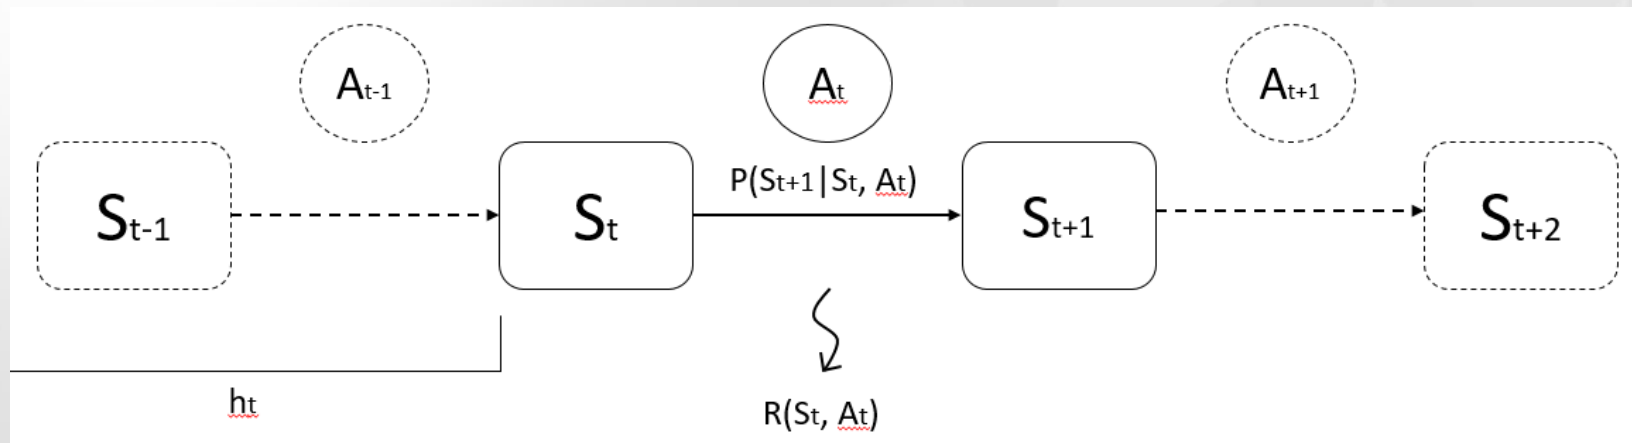 At-1
At
At+1
St-1
St
P(St+1|St, At)
St+1
St+2
ht
R(St, At)